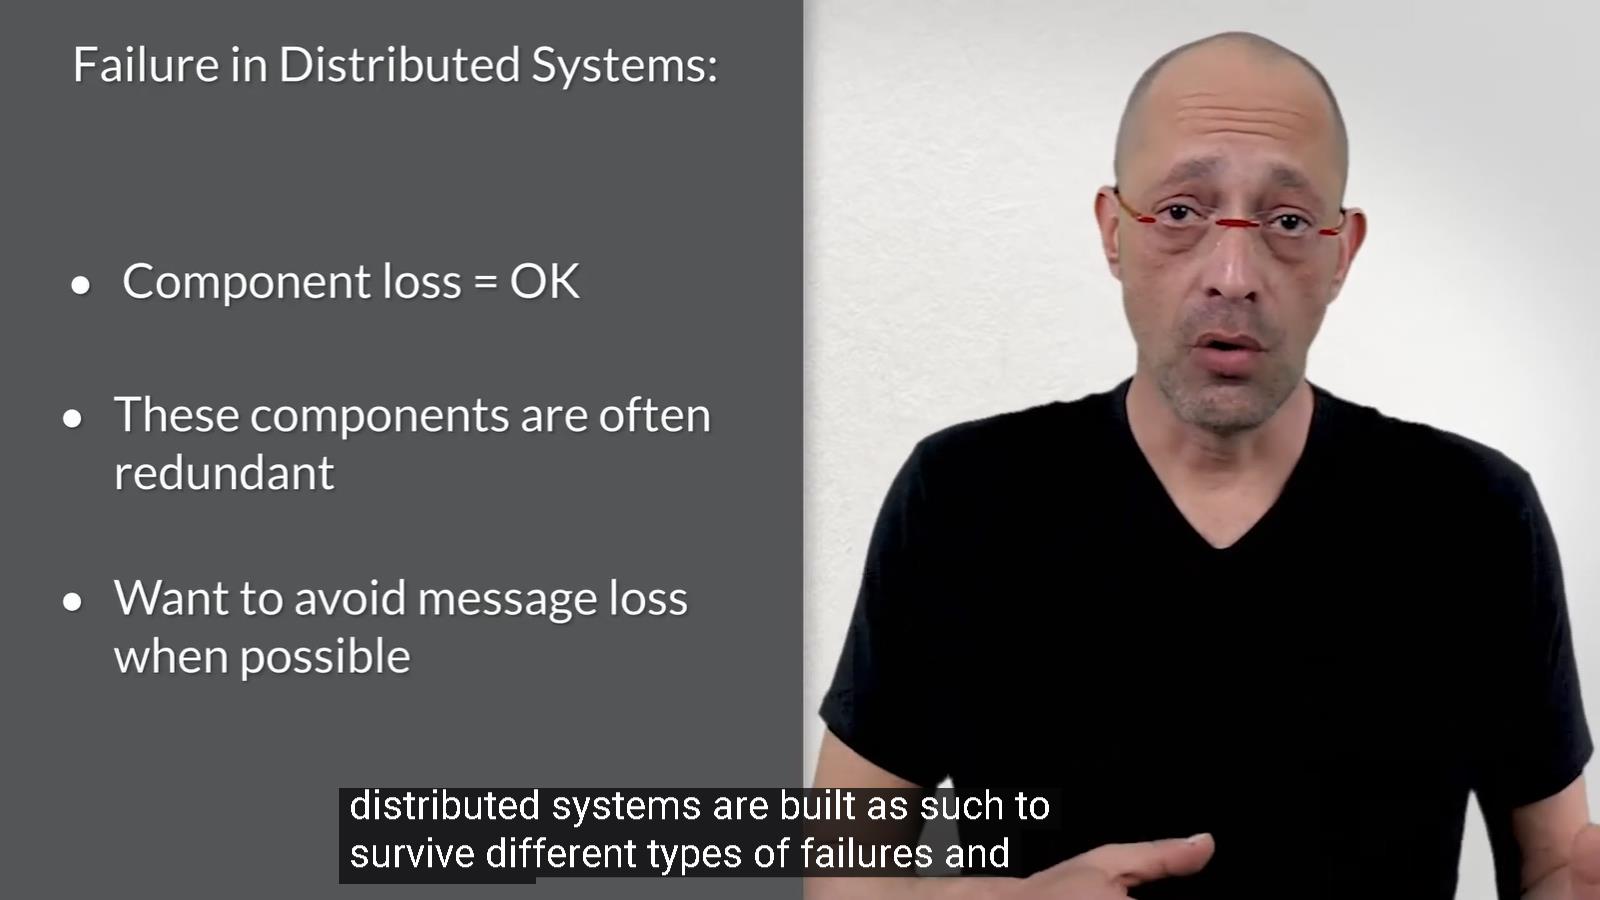 Failure in Distributed Systems:
• Component loss = OK
• These components are often
redundant
• Want to avoid message loss
when possible
distributed systems are built as such to
survive different types of failures and